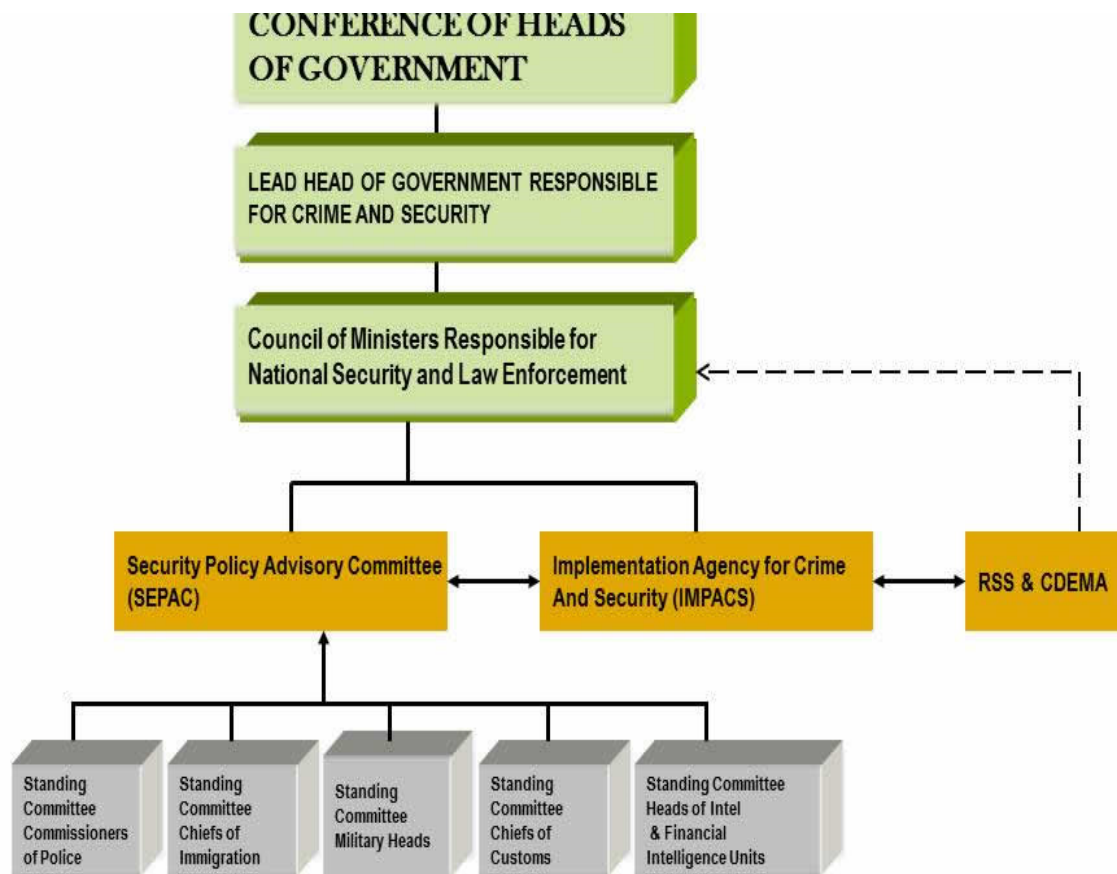 CONFERENCE OF HEADS
OF GOVERNMENT
LEAD HEAD OF GOVERNMENT RESPONSIBLE
FOR CRIME AND SECURITY
Council of Ministers Responsible for
National Security and Law Enforcement
Security Policy Advisory Committee
(SEPAC)
Implementation Agency for Crime
And Security (IMPACS)
RSS & CDEMA
Standing
Committee
Commissioners
of Police
Standing
Committee
Chiefs of
Immigration
Standing
Committee
Military Heads
Standing
Committee
Chiefs of
Customs
Standing Committee
Heads of Intel
& Financial
Intelligence Units